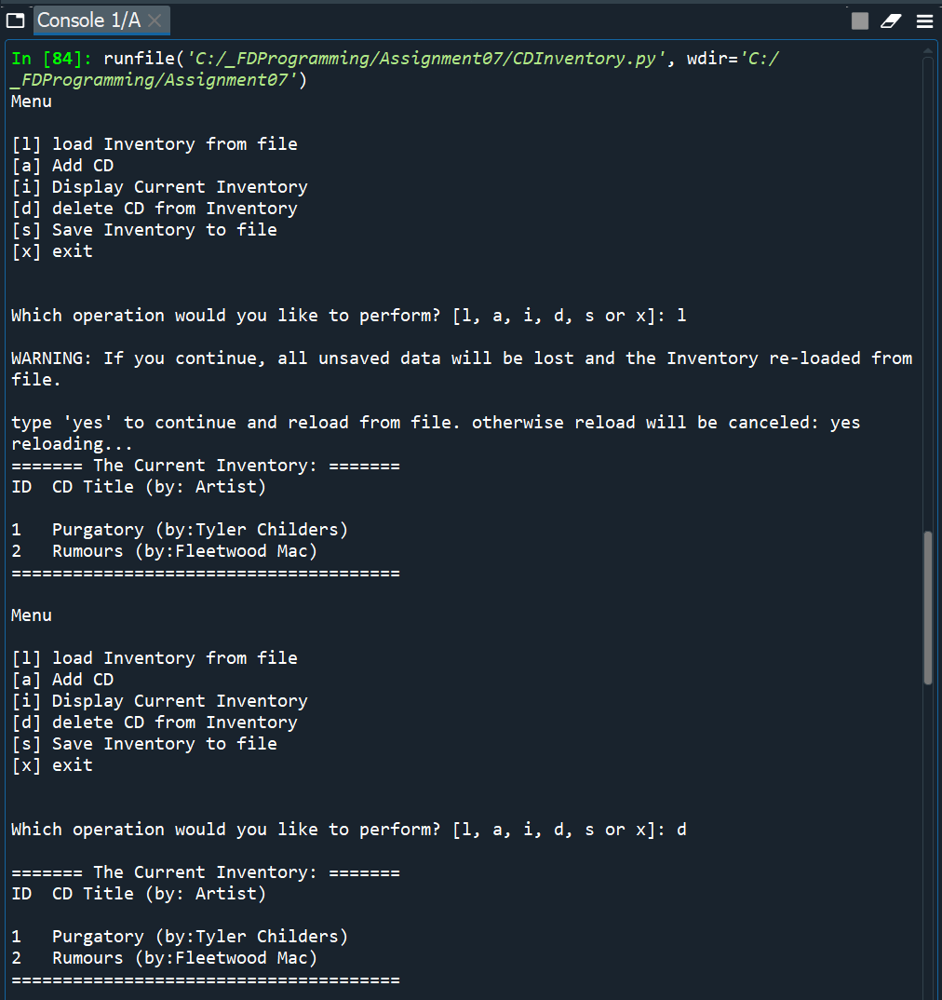 Console 1/A
In [84]: runfile('C:/_FDProgramming/Assignment07/CDInventory.py', wdir='C:/
_FDProgramming/Assignment07')
Menu
[l] load Inventory from file
[a] Add CD
[i] Display Current Inventory
[d] delete CD from Inventory
[s] Save Inventory to file
[x] exit
Which operation would you like to perform? [l, a, i, d, s or x]: l
WARNING: If you continue, all unsaved data will be lost and the Inventory re-loaded from
file.
type 'yes' to continue and reload from file. otherwise reload will be canceled: yes
reloading...
======= The Current Inventory: =======
ID  CD Title (by: Artist)
1   Purgatory (by:Tyler Childers)
2   Rumours (by:Fleetwood Mac)
======================================
Menu
[l] load Inventory from file
[a] Add CD
[i] Display Current Inventory
[d] delete CD from Inventory
[s] Save Inventory to file
[x] exit
Which operation would you like to perform? [l, a, i, d, s or x]: d
======= The Current Inventory: =======
ID  CD Title (by: Artist)
1   Purgatory (by:Tyler Childers)
2   Rumours (by:Fleetwood Mac)
======================================